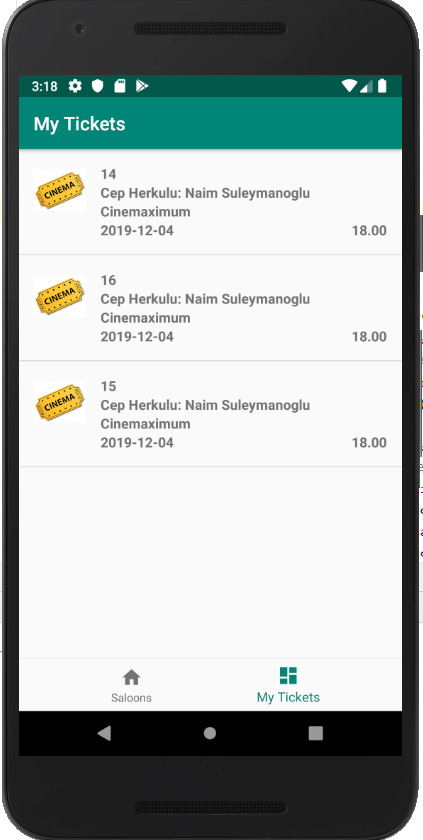 3:18
My Tickets
CINEMA
14
Cep Herkulu: Naim Suleymanoglu
Cinemaximum
2019-12-04 18.00
CINEMA
16
Cep Herkulu: Naim Suleymanoglu
Cinemaximum
2019-12-04 18.00
CINEMA
15
Cep Herkulu: Naim Suleymanoglu
Cinemaximum
2019-12-04 18.00
Saloons
My Tickets